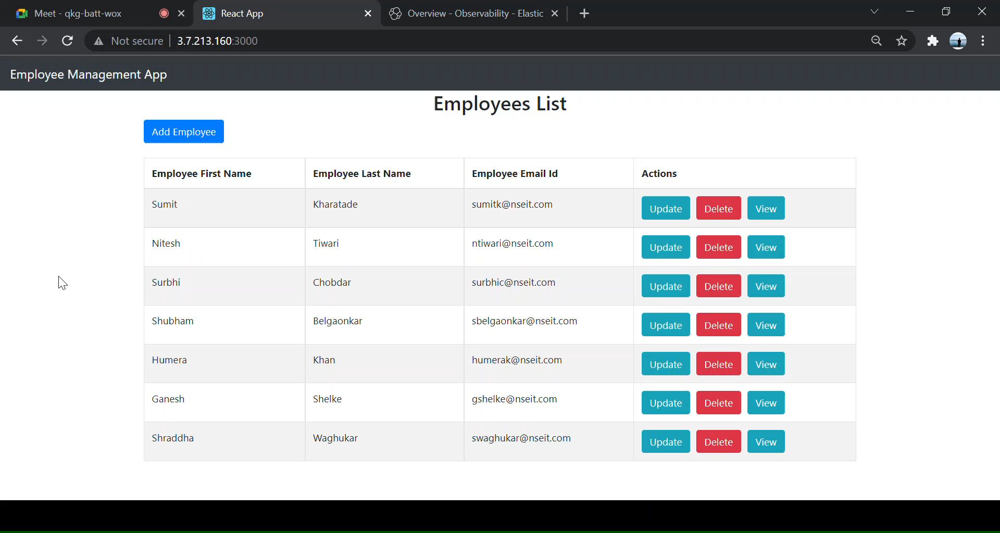 Meet - qkg-batt-wox React App Overview - Observability - Elastic
Not secure 3.7.213.160:3000
Employee Management App
Employees List
Add Employee
Employee First Name Employee Last Name Employee Email Id Actions
Sumit Kharatade sumitk@nseit.com Update Delete View
Nitesh Tiwari ntiwari@nseit.com Update Delete View
Surbhi Chobdar surbhic@nseit.com Update Delete View
Shubham Belgaonkar sbelgaonkar@nseit.com Update Delete View
Humera Khan humerak@nseit.com Update Delete View
Ganesh Shelke gshelke@nseit.com Update Delete View
Shraddha Waghukar swaghukar@nseit.com Update Delete View